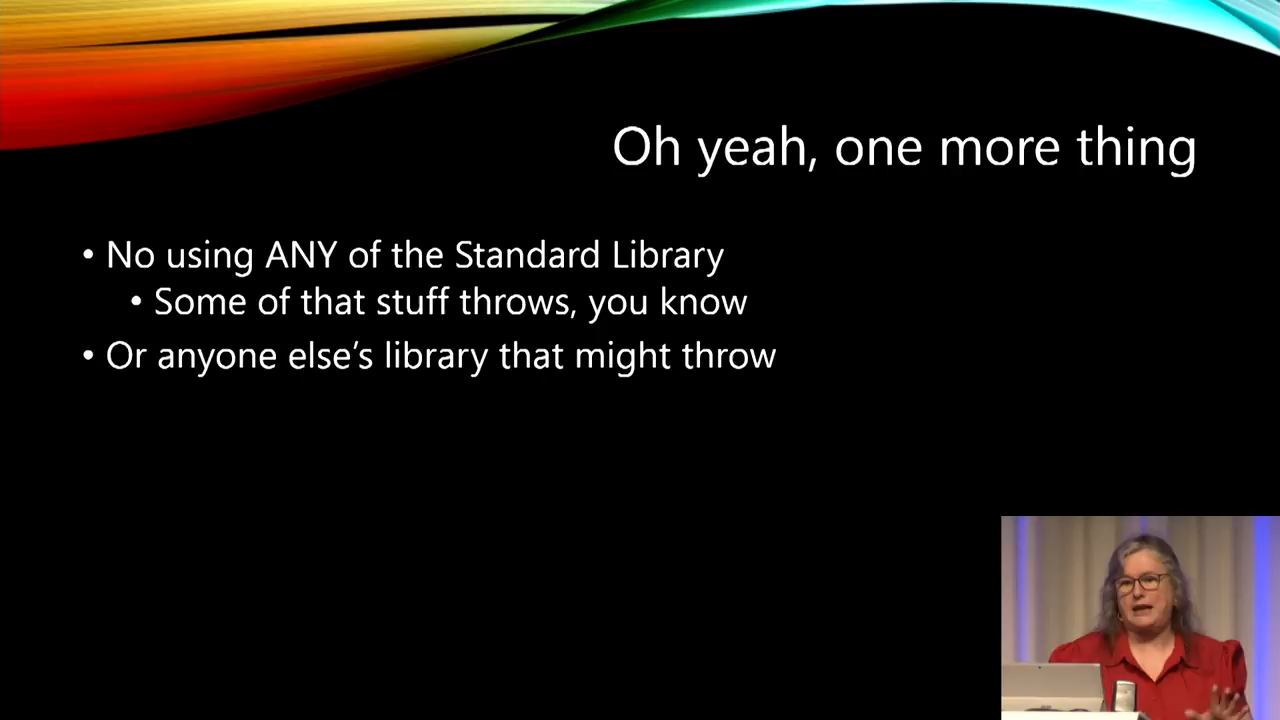 Oh yeah, one more thing
• No using ANY of the Standard Library
• Some of that stuff throws, you know
• Or anyone else's library that might throw